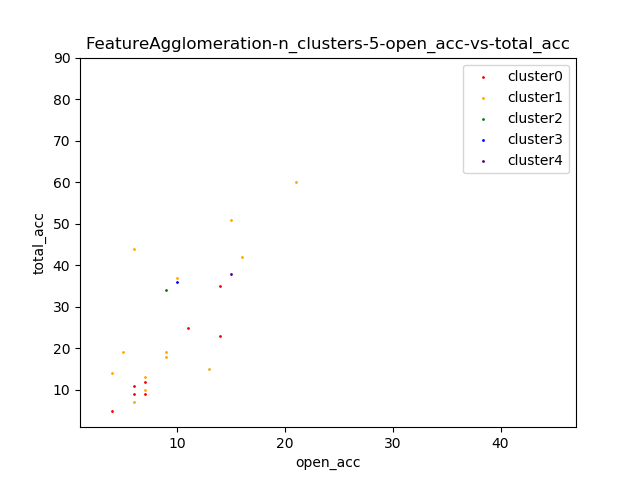 FeatureAgglomeration-n_clusters-5-open_acc-vs-total_acc
90
80
70
60
50
40
30
20
10
total_acc
cluster0
cluster1
cluster2
cluster3
cluster4
10 20 30 40
open_acc